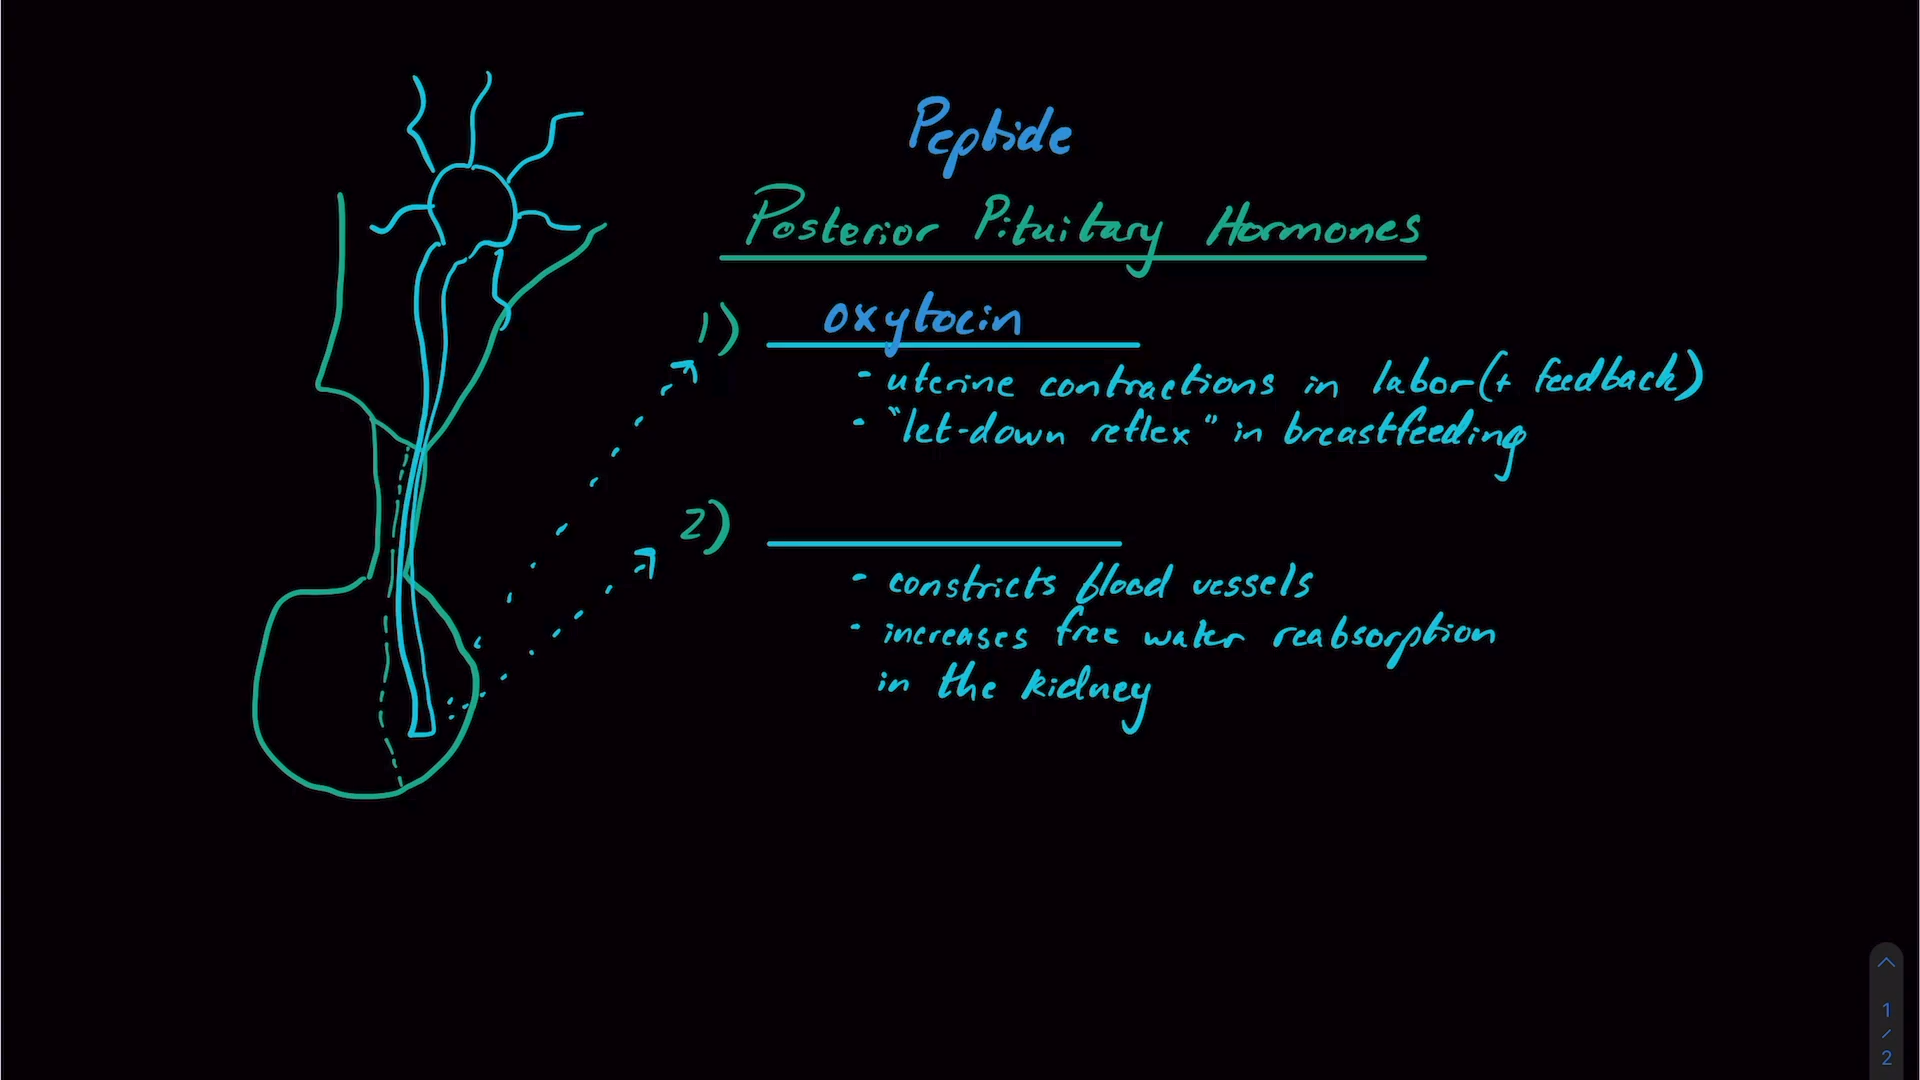 Peptide
Posterior Pituitary Hormones
1) oxytocin
- uterine contractions in labor (+ feedback)
- "let-down reflex" in breastfeeding
2)
- constricts blood vessels
- increases free water reabsorption
in the kidney
1
/
2